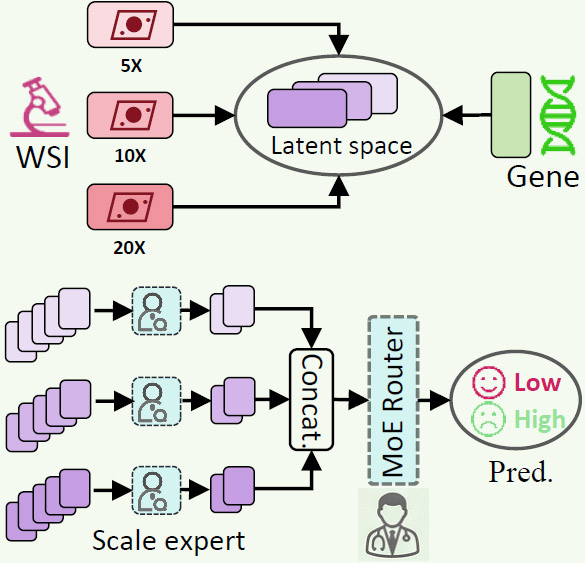 5X
WSI
10X
20X
Latent space
Gene
Concat.
MoE Router
Low
High
Pred.
Scale expert